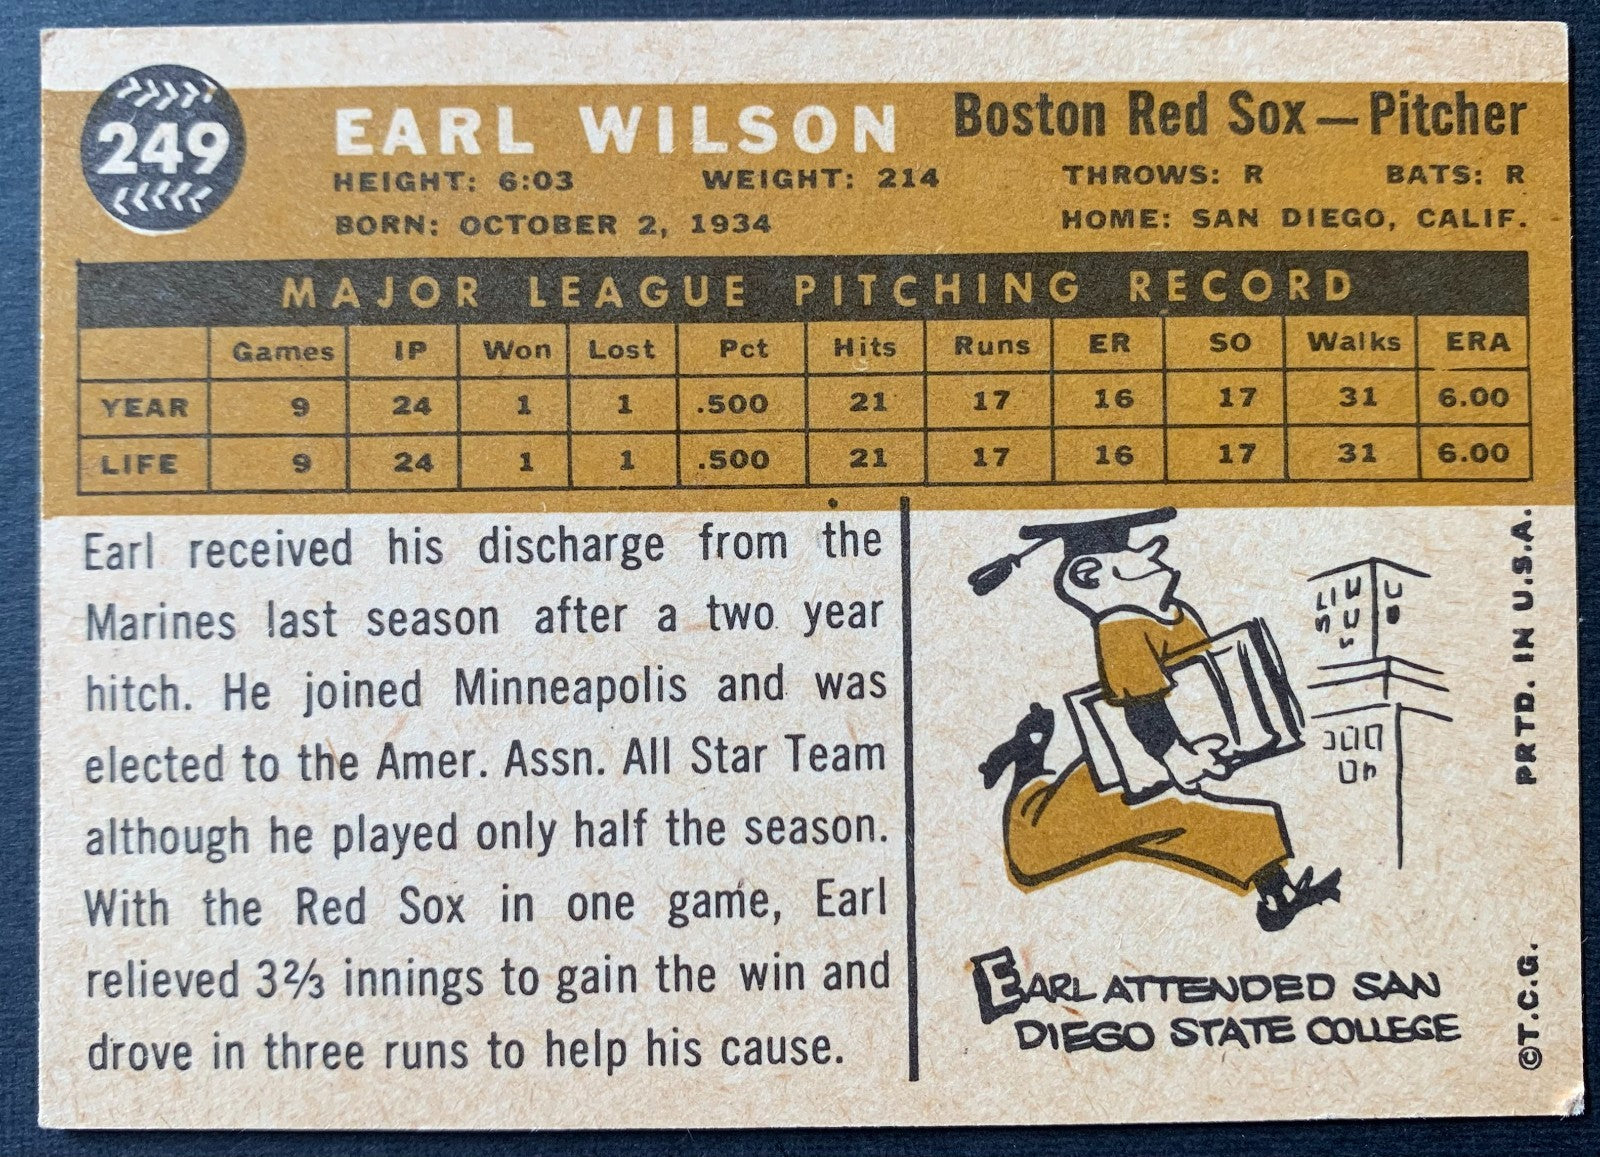 249
EARL WILSON
Boston Red Sox—Pitcher
HEIGHT: 6:03 WEIGHT: 214 THROWS: R BATS: R
BORN: OCTOBER 2, 1934 HOME: SAN DIEGO, CALIF.
MAJOR LEAGUE PITCHING RECORD
Games IP Won Lost Pct Hits Runs ER SO Walks ERA
YEAR 9 24 1 1 .500 21 17 16 17 31 6.00
LIFE 9 24 1 1 .500 21 17 16 17 31 6.00
Earl received his discharge from the
Marines last season after a two year
hitch. He joined Minneapolis and was
elected to the Amer. Assn. All Star Team
although he played only half the season.
With the Red Sox in one game, Earl
relieved 3⅔ innings to gain the win and
drove in three runs to help his cause.
EARL ATTENDED SAN
DIEGO STATE COLLEGE
©T.C.G. PRTD. IN U.S.A.